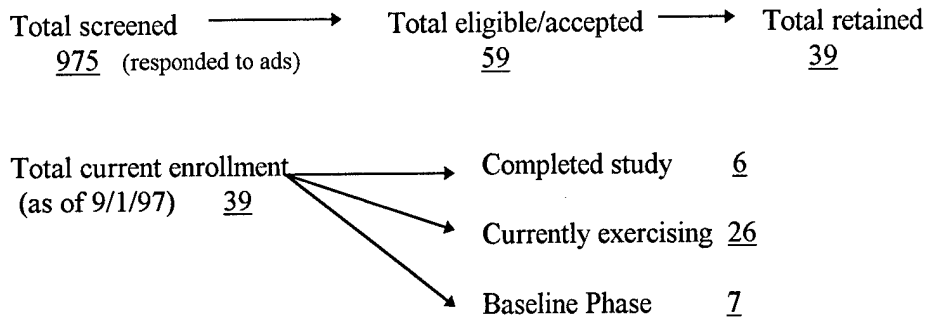 Total screened Total eligible/accepted Total retained
975 (responded to ads) 59 39
Total current enrollment Completed study 6
(as of 9/1/97) 39
Currently exercising 26
Baseline Phase 7